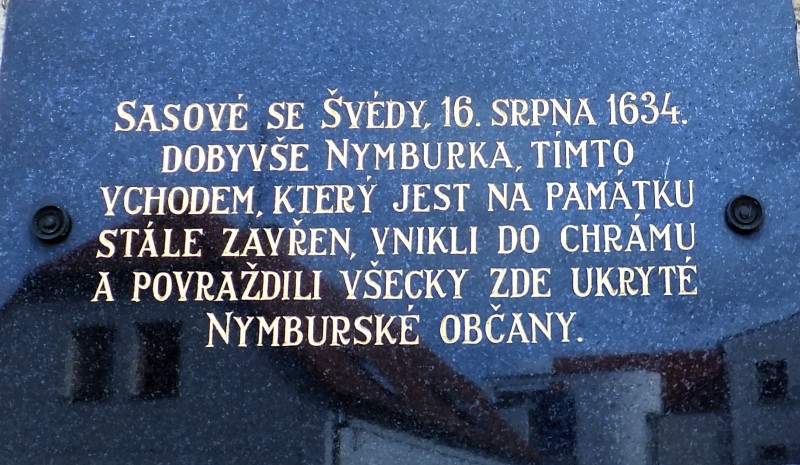 Sasové se Švédy, 16. srpna 1634.
dobyvše Nymburka, tímto
vchodem, který jest na památku
stále zavřen, vnikli do chrámu
a povraždili všecky zde ukryté
Nymburské občany.